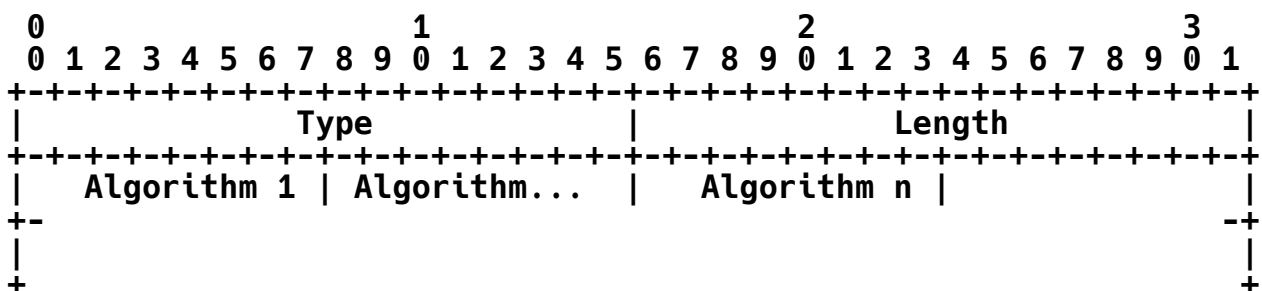 0                   1                   2                   3
 0 1 2 3 4 5 6 7 8 9 0 1 2 3 4 5 6 7 8 9 0 1 2 3 4 5 6 7 8 9 0 1
+-+-+-+-+-+-+-+-+-+-+-+-+-+-+-+-+-+-+-+-+-+-+-+-+-+-+-+-+-+-+-+-+
|              Type             |             Length            |
+-+-+-+-+-+-+-+-+-+-+-+-+-+-+-+-+-+-+-+-+-+-+-+-+-+-+-+-+-+-+-+-+
|   Algorithm 1 | Algorithm...  |   Algorithm n |               |
+-                                                             -+
|                                                               |
+                                                               +